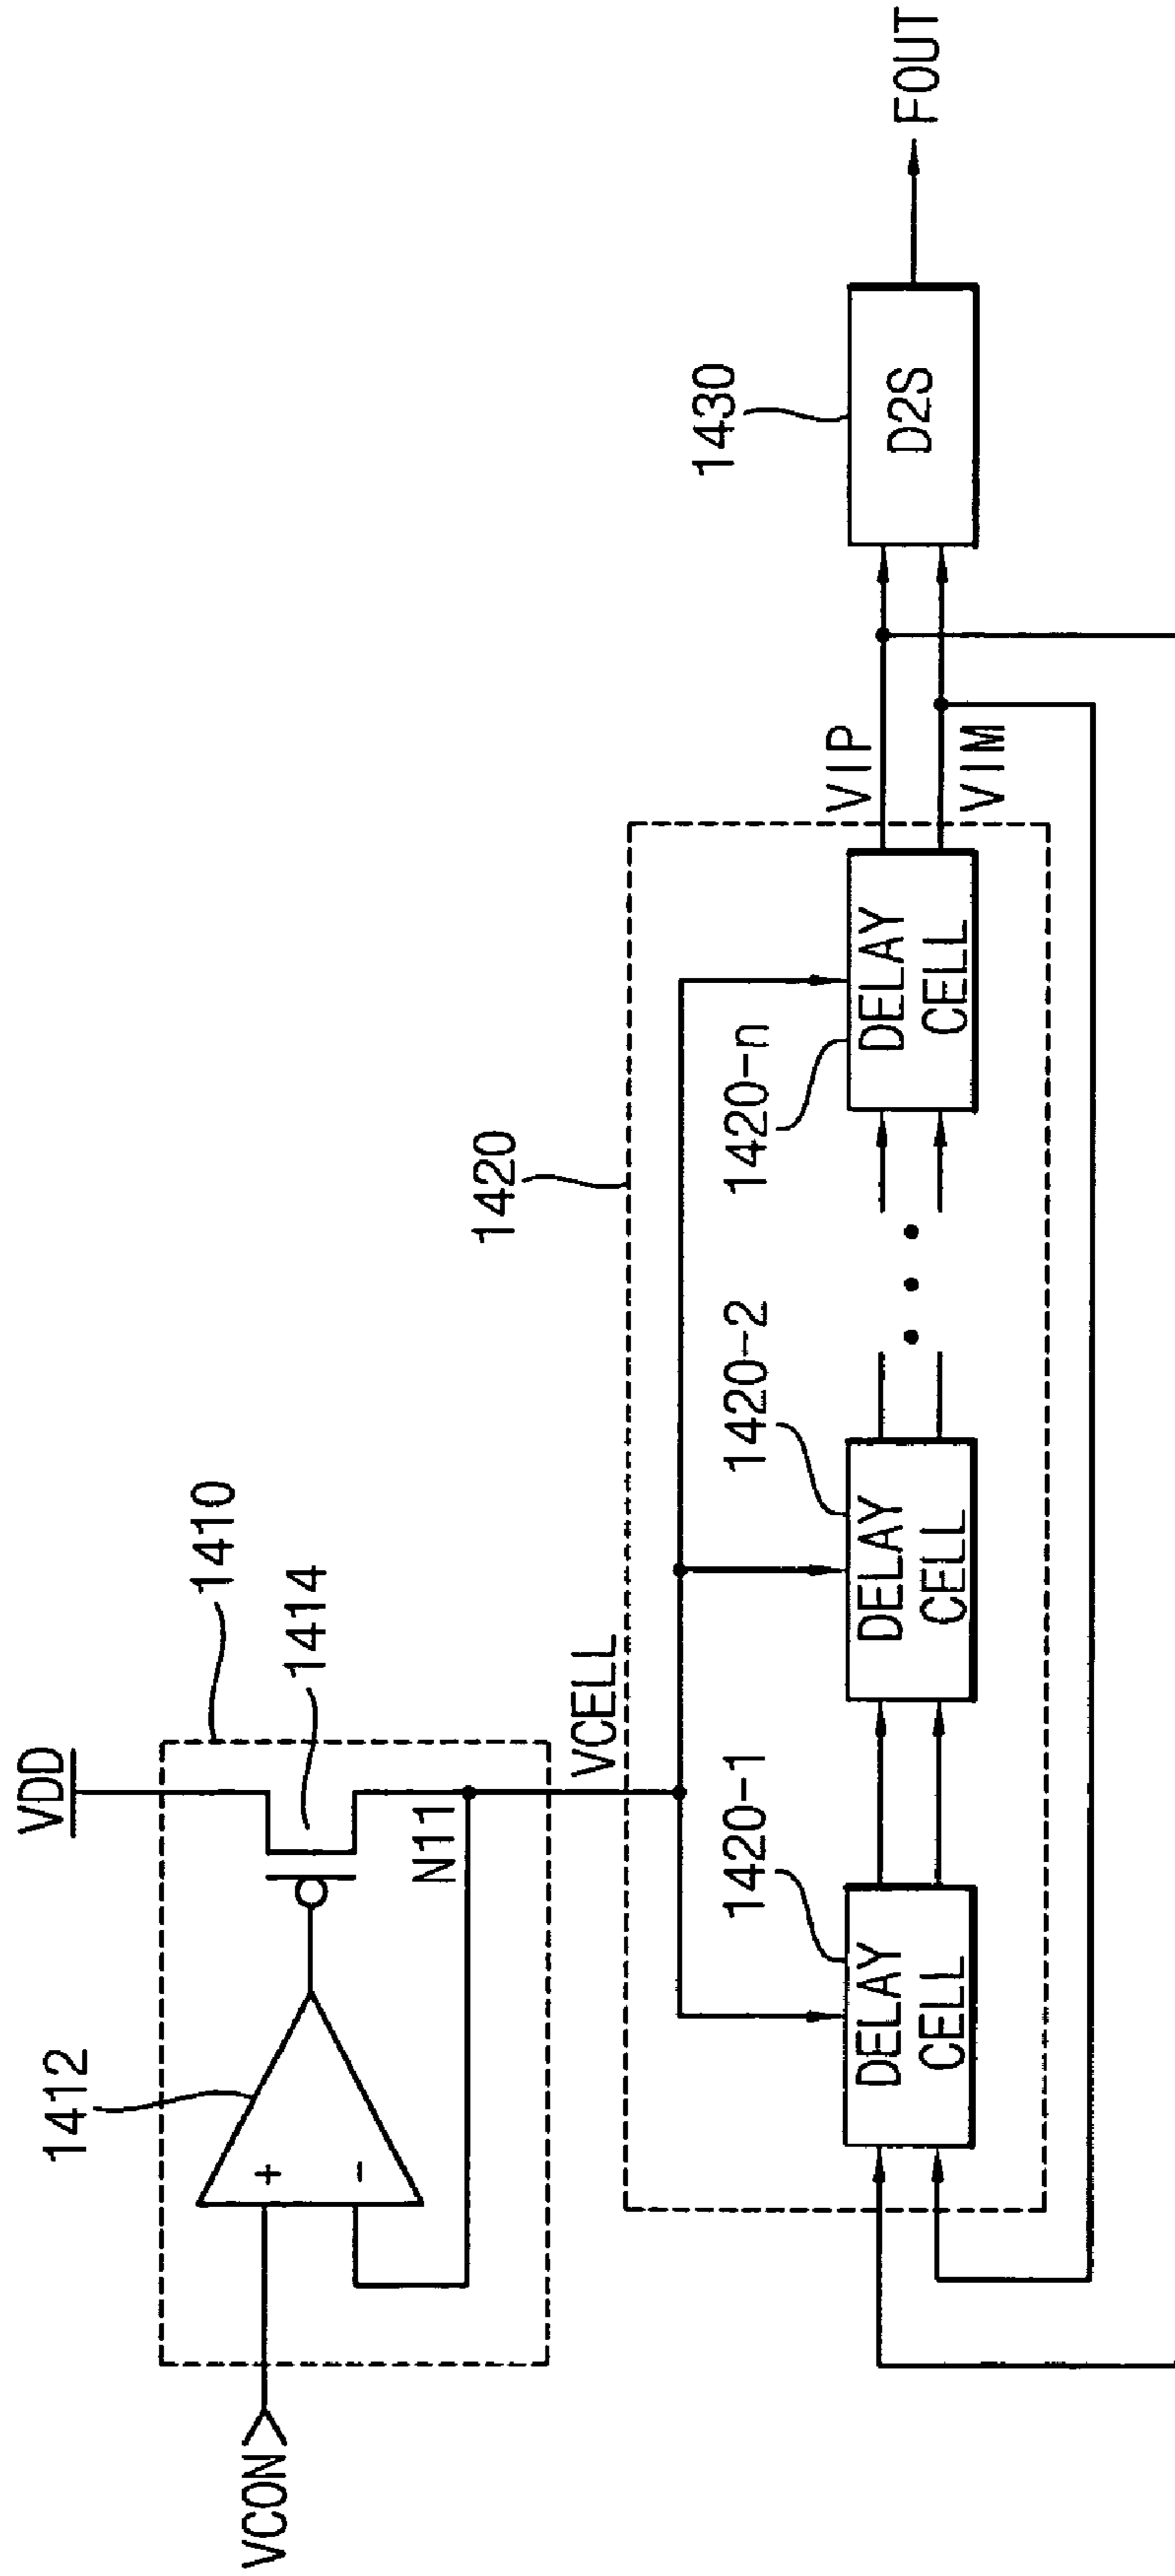 VDD
1410
1412
1414
+
-
N11
VCON
VCELL
1420
1420-1
1420-2
1420-n
1430
DELAY
CELL
DELAY
CELL
DELAY
CELL
VIP
VIM
D2S
FOUT